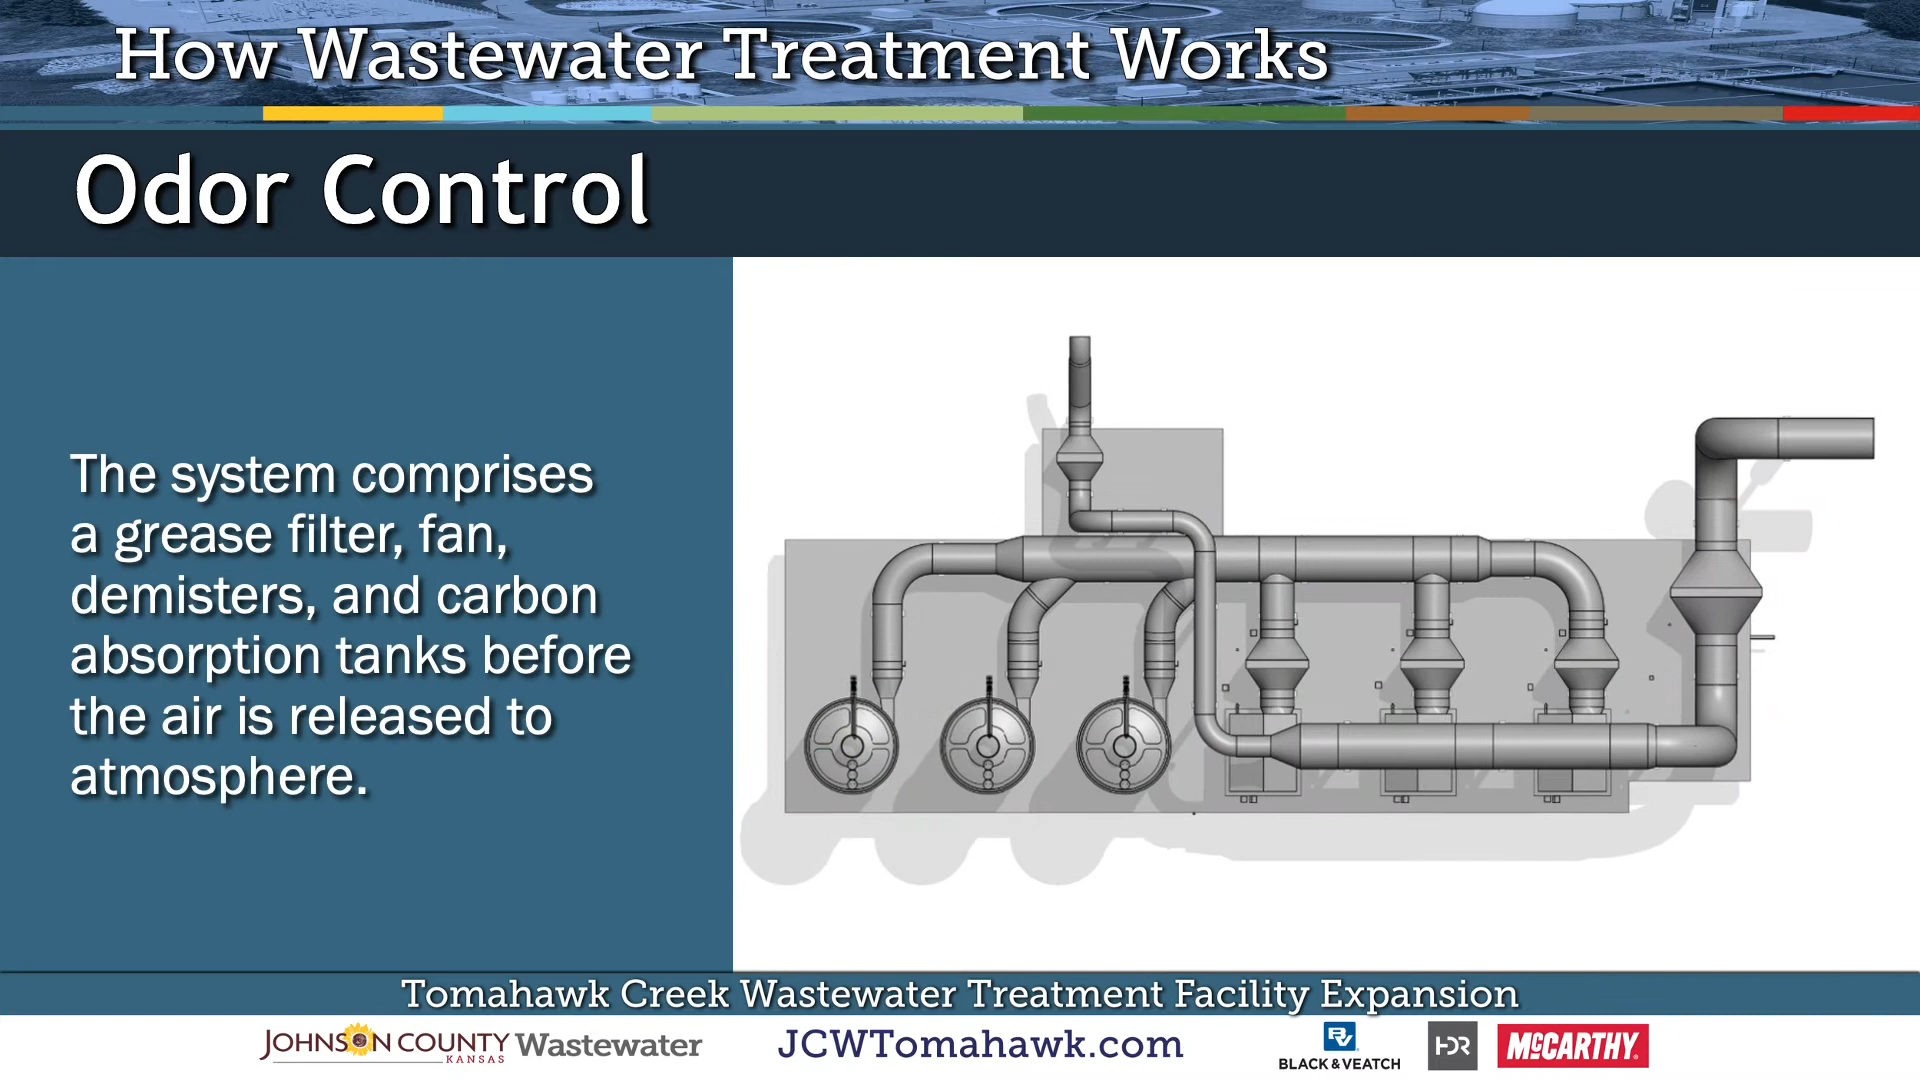 How Wastewater Treatment Works
Odor Control
The system comprises
a grease filter, fan,
demisters, and carbon
absorption tanks before
the air is released to
atmosphere.
Tomahawk Creek Wastewater Treatment Facility Expansion
JOHNSON COUNTY
KANSAS
Wastewater
JCWTomahawk.com
BV
BLACK & VEATCH
HDR
McCARTHY